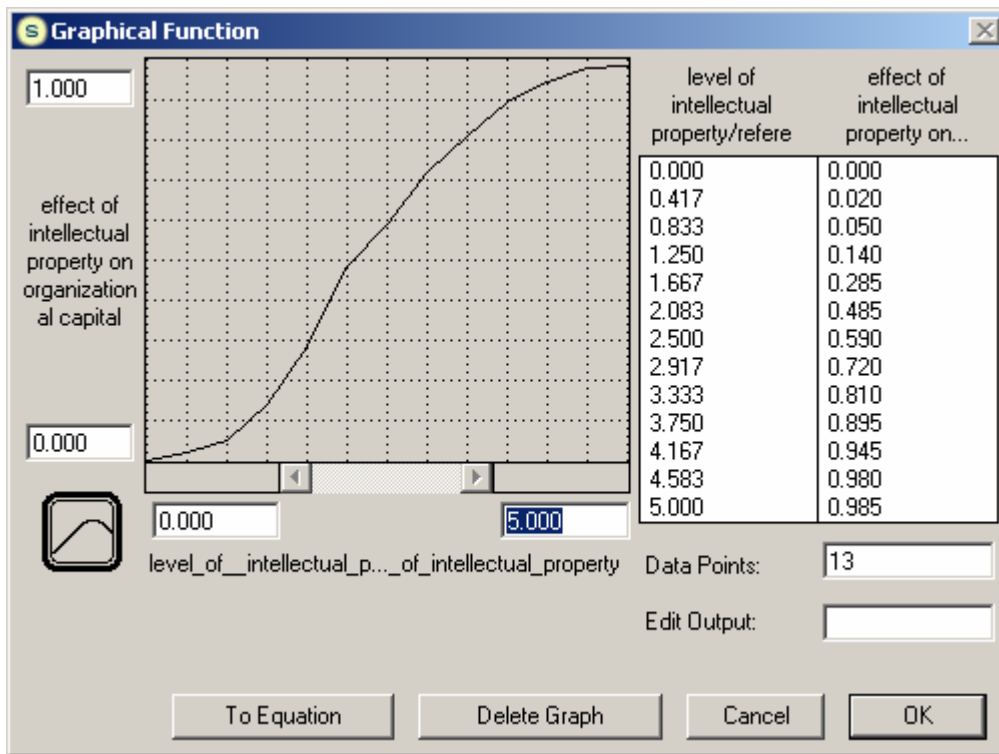 S Graphical Function
1.000
effect of
intellectual
property on
organization
al capital
0.000
0.000
5.000
level_of__intellectual_p..._of_intellectual_property
level of
intellectual
property/refere
effect of
intellectual
property on...
0.000 0.000
0.417 0.020
0.833 0.050
1.250 0.140
1.667 0.285
2.083 0.485
2.500 0.590
2.917 0.720
3.333 0.810
3.750 0.895
4.167 0.945
4.583 0.980
5.000 0.985
Data Points: 13
Edit Output:
To Equation
Delete Graph
Cancel
OK